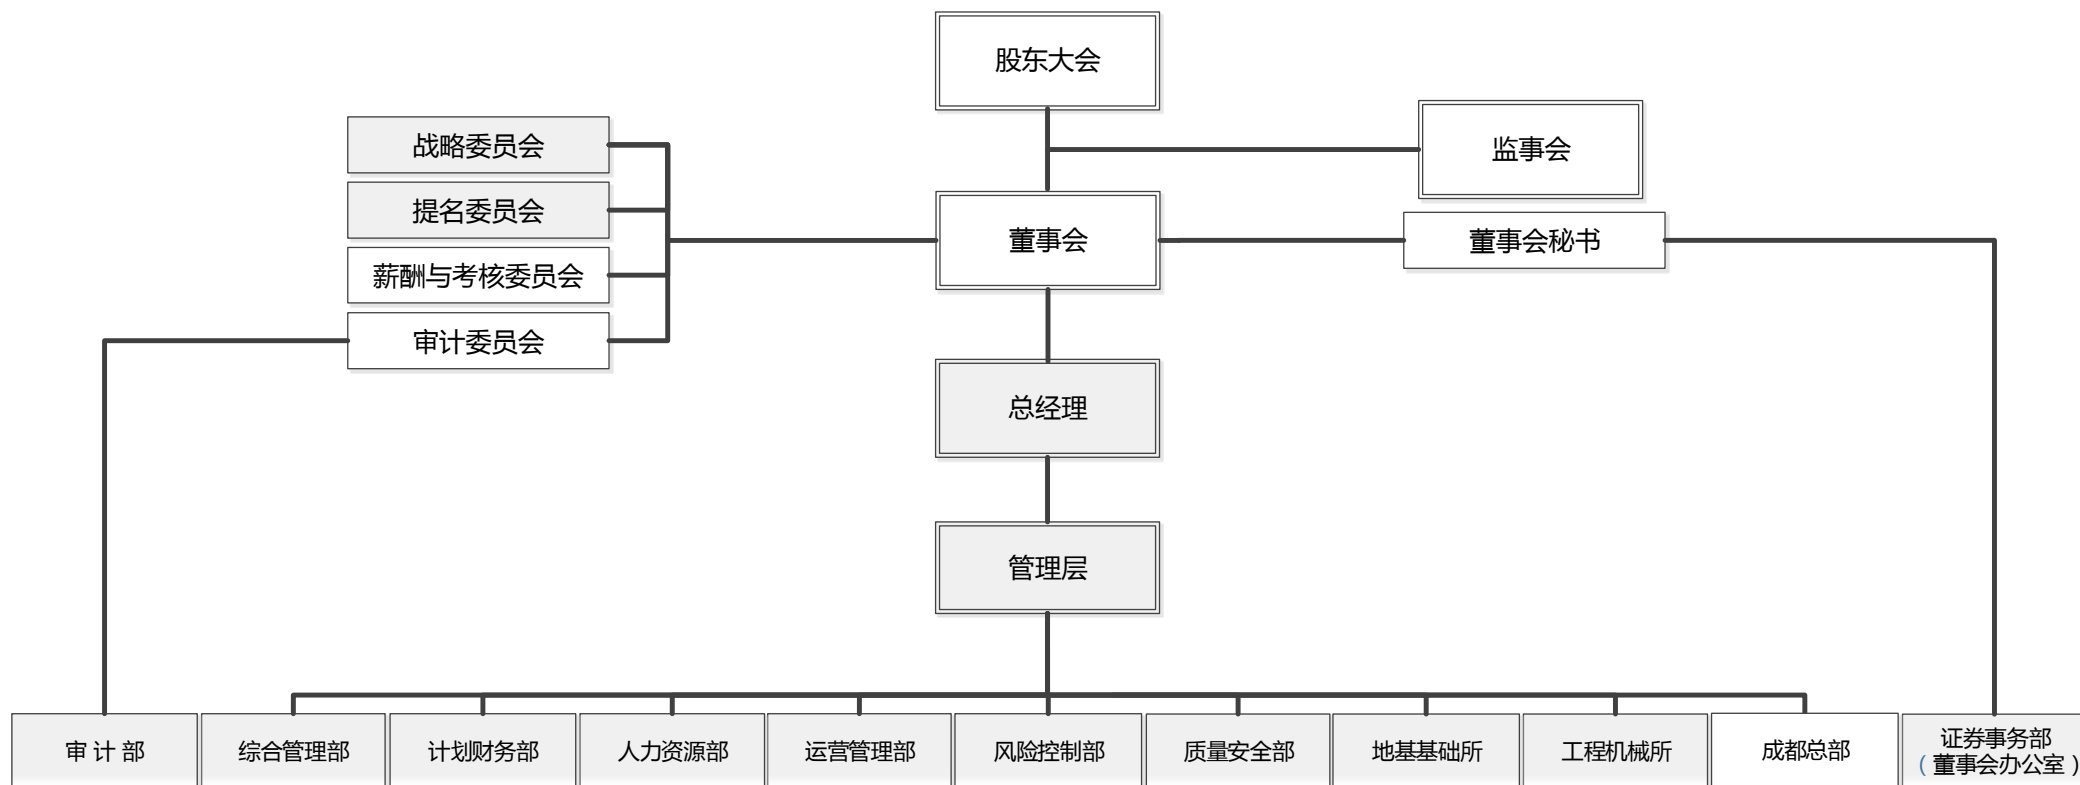 股东大会
监事会
战略委员会
提名委员会
薪酬与考核委员会
审计委员会
董事会
董事会秘书
总经理
管理层
审 计 部
综合管理部
计划财务部
人力资源部
运营管理部
风险控制部
质量安全部
地基基础所
工程机械所
成都总部
证券事务部
（董事会办公室）